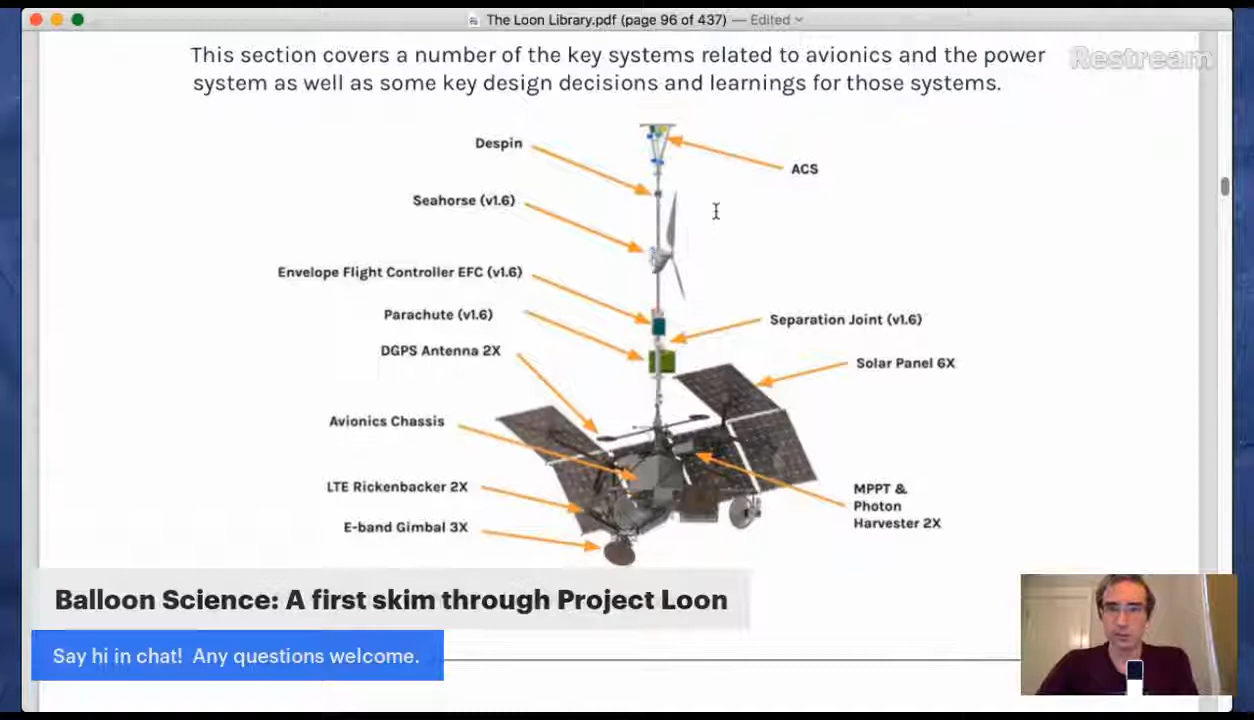 The Loon Library.pdf (page 96 of 437) — Edited
Restream
This section covers a number of the key systems related to avionics and the power
system as well as some key design decisions and learnings for those systems.
Despin
ACS
Seahorse (v1.6)
Envelope Flight Controller EFC (v1.6)
Parachute (v1.6)
Separation Joint (v1.6)
DGPS Antenna 2X
Solar Panel 6X
Avionics Chassis
LTE Rickenbacker 2X
MPPT &
Photon
Harvester 2X
E-band Gimbal 3X
Balloon Science: A first skim through Project Loon
Say hi in chat! Any questions welcome.